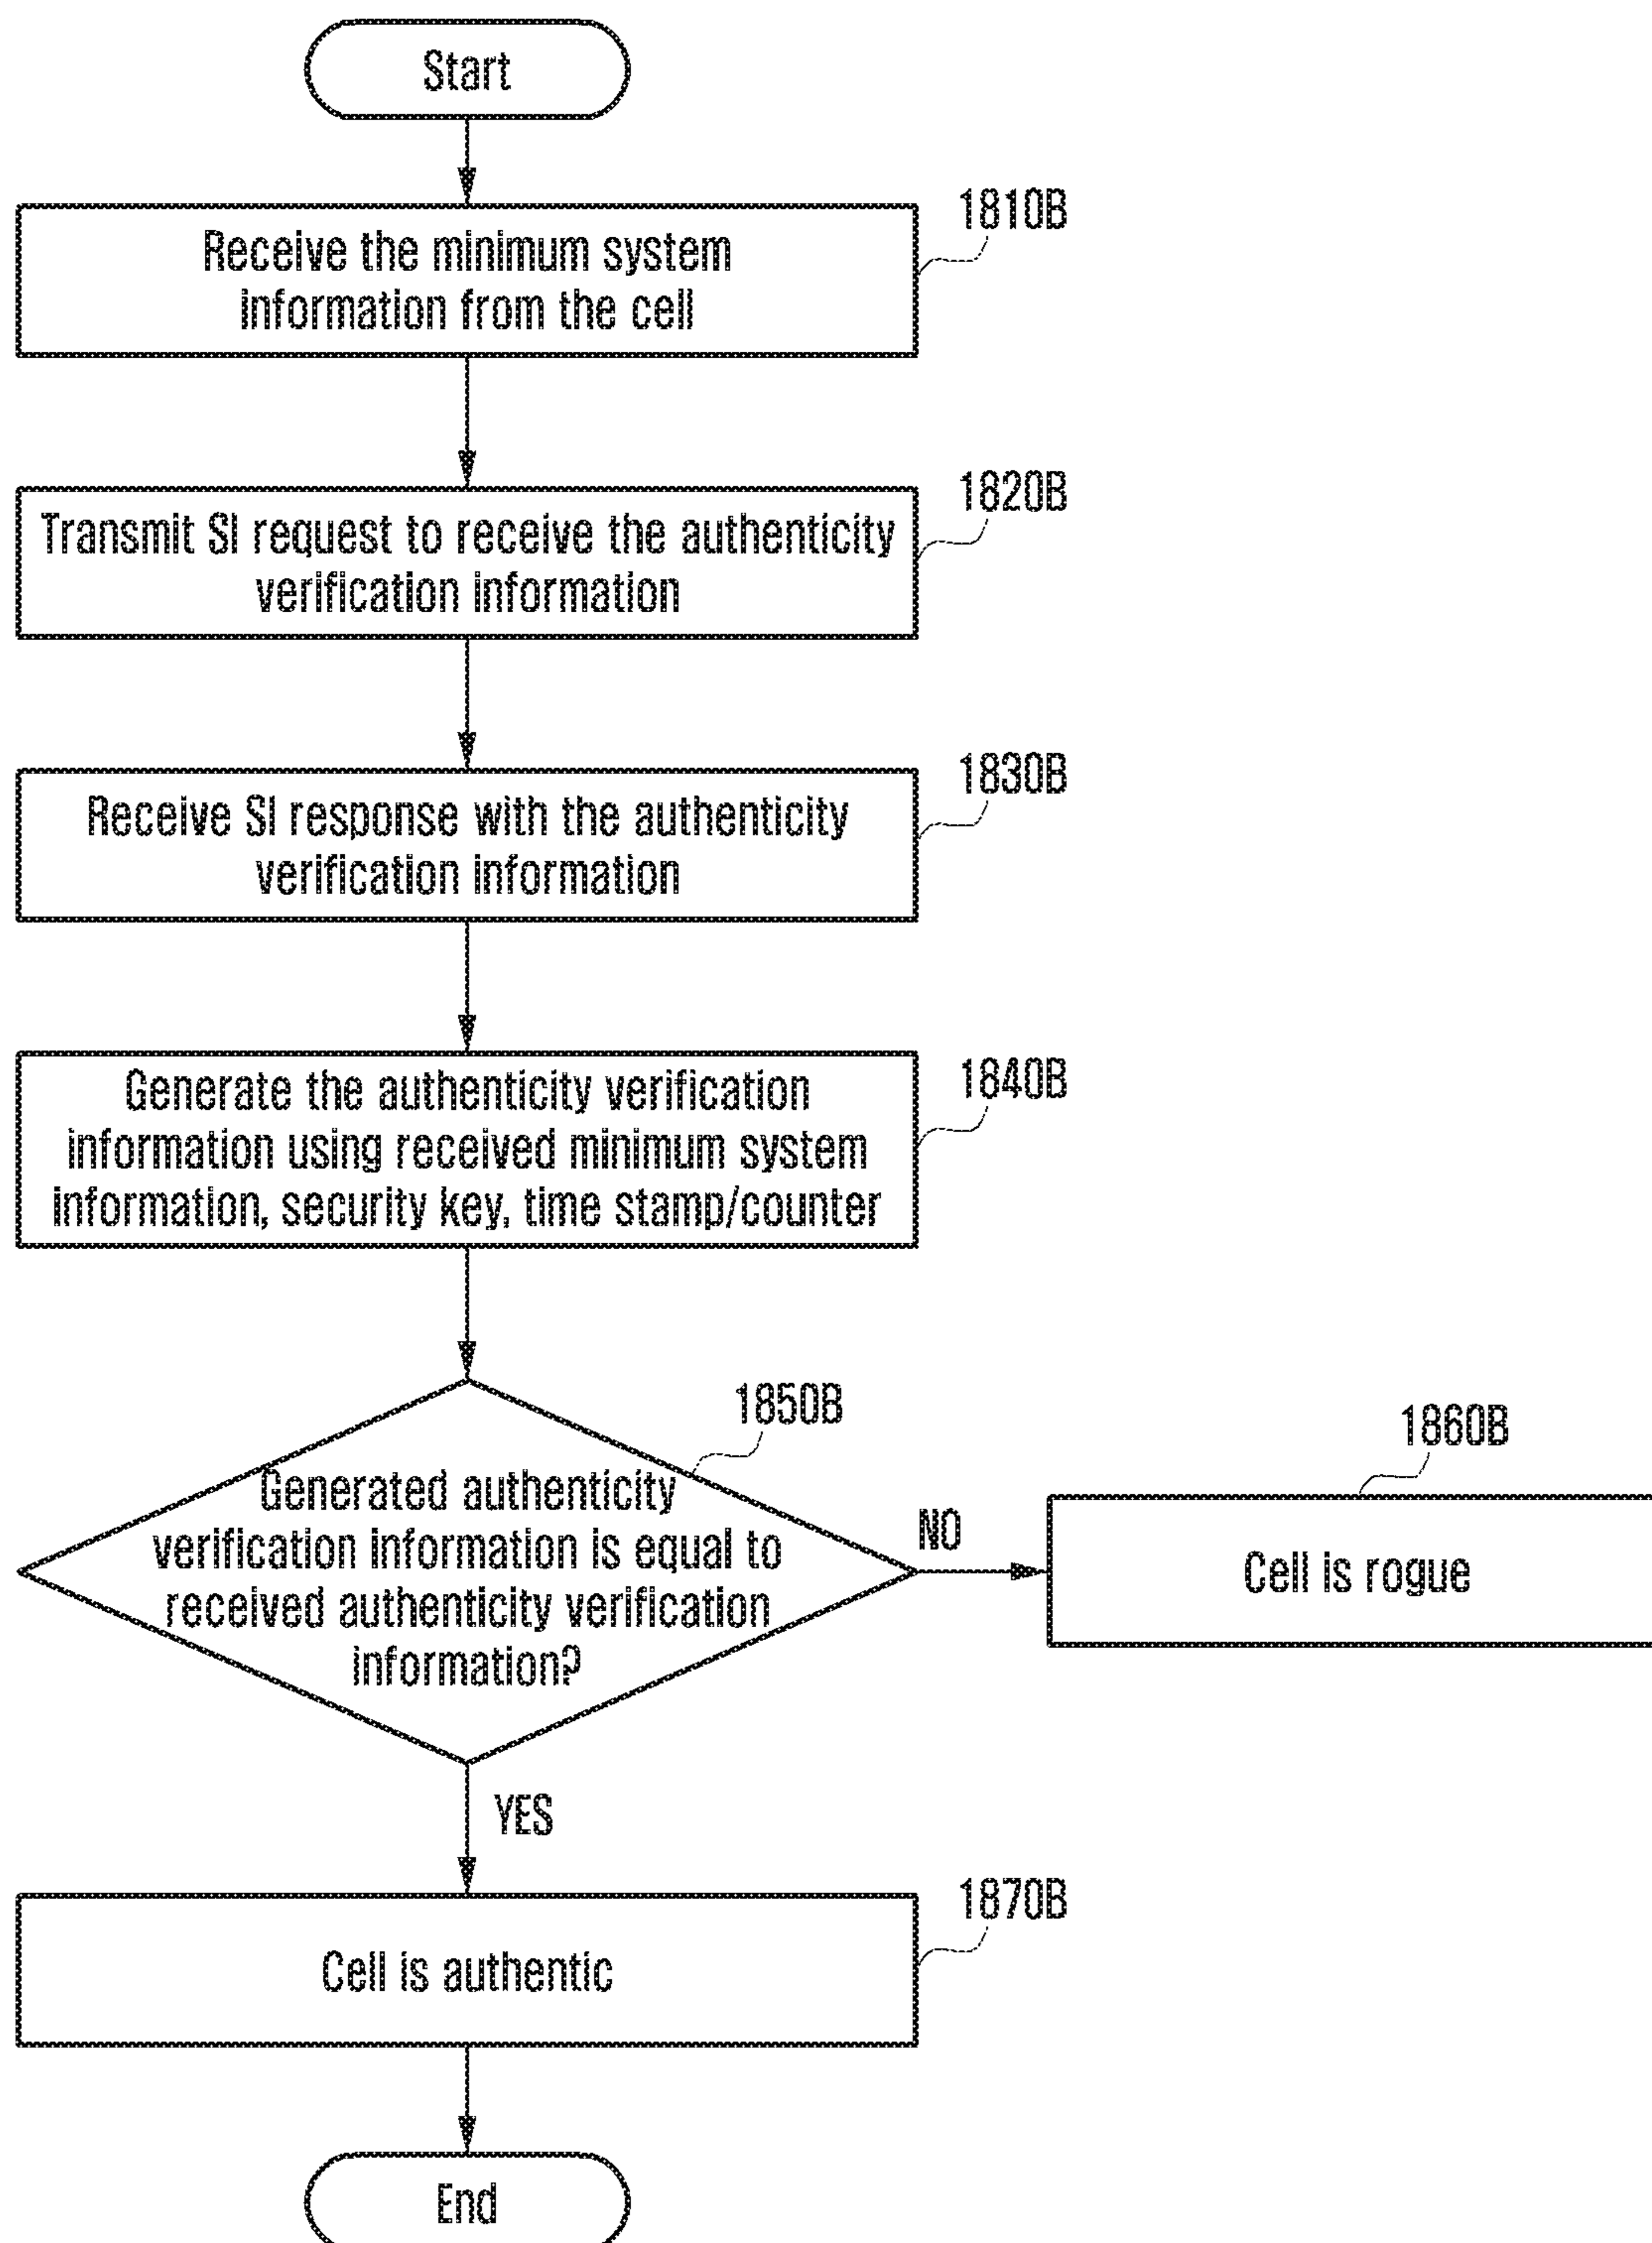 Start
1810B
Receive the minimum system
information from the cell
1820B
Transmit SI request to receive the authenticity
verification information
1830B
Receive SI response with the authenticity
verification information
1840B
Generate the authenticity verification
information using received minimum system
information, security key, time stamp/counter
1850B
Generated authenticity
verification information is equal to
received authenticity verification
information?
NO
1860B
Cell is rogue
YES
1870B
Cell is authentic
End